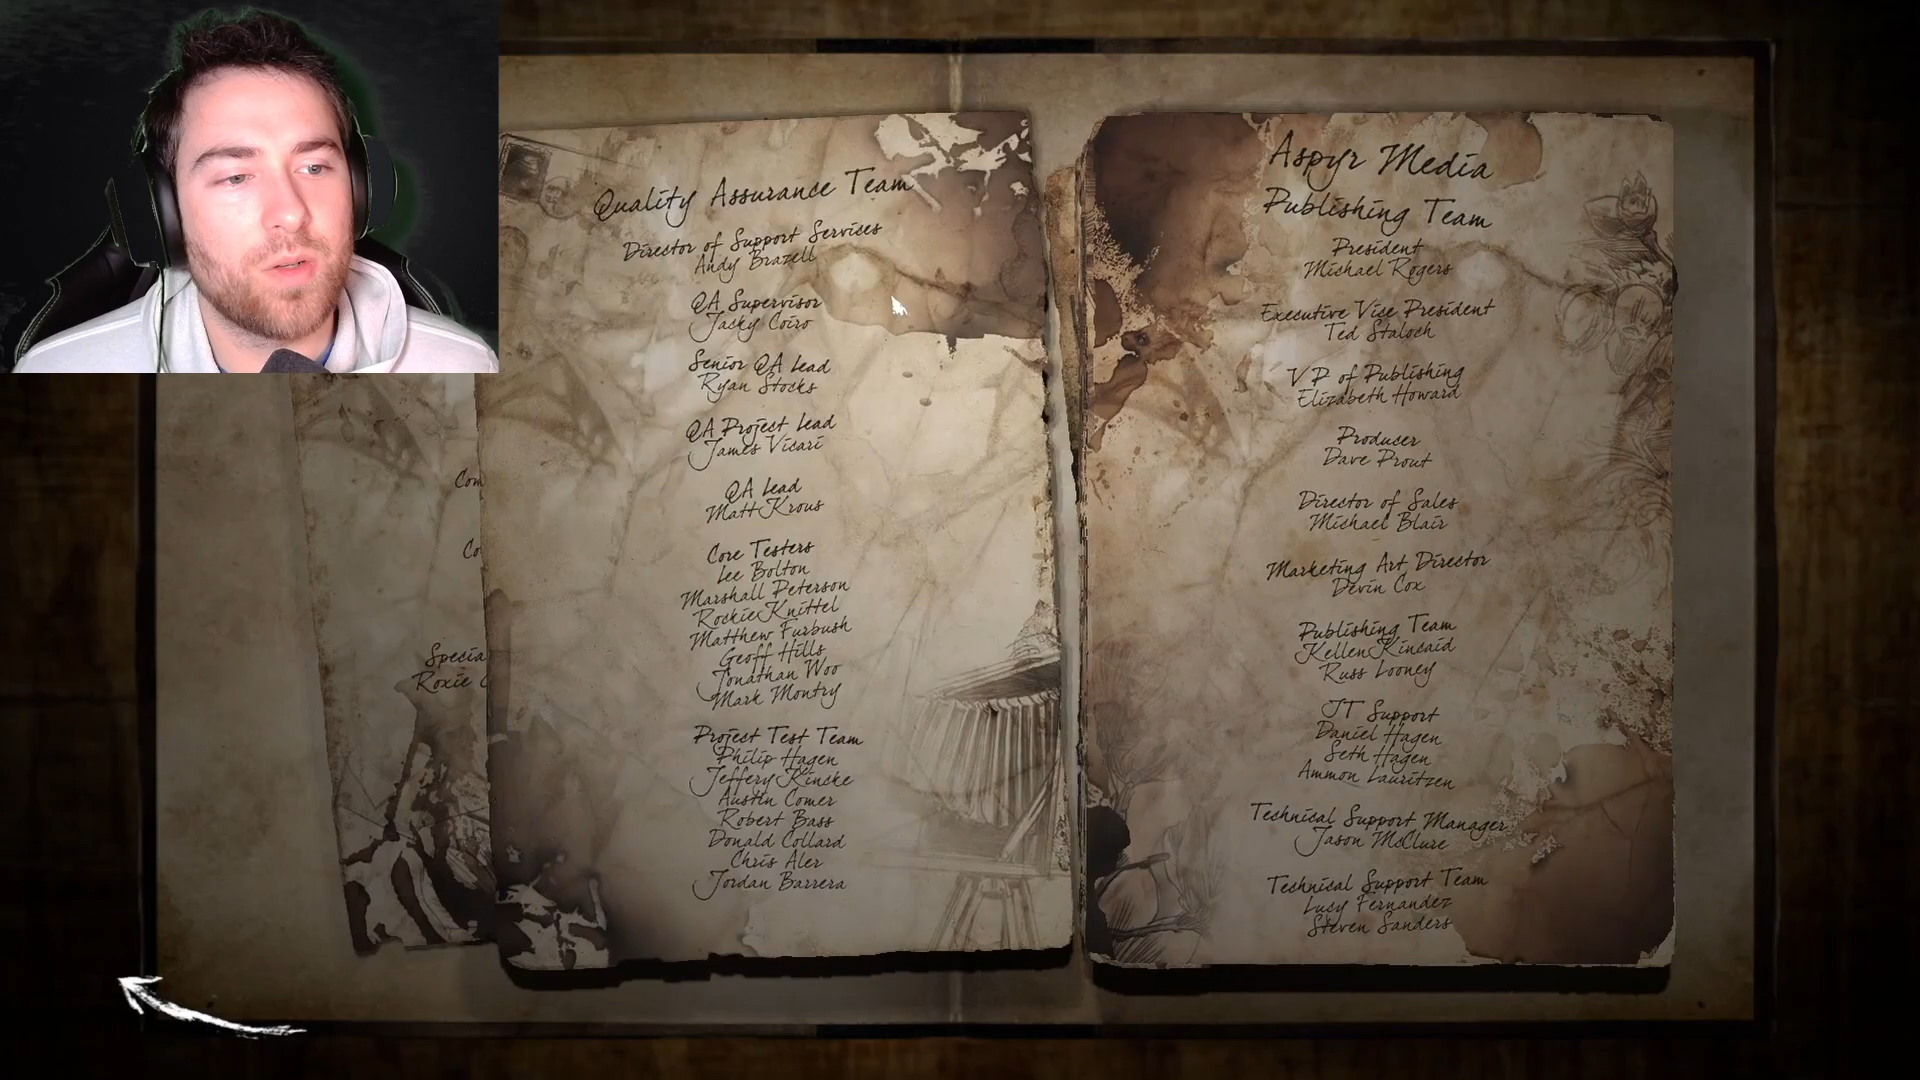 Com
Co
Specia
Roxie
Quality Assurance Team
Director of Support Services
Andy Brazell
QA Supervisor
Jacky Coiro
Senior QA Lead
Ryan Stocks
QA Project Lead
James Vicari
QA Lead
Matt Krous
Core Testers
Lee Bolton
Marshall Peterson
Rockie Knittel
Matthew Furbush
Geoff Hills
Jonathan Woo
Mark Montry
Project Test Team
Philip Hagen
Jeffery Kincke
Austin Comer
Robert Bass
Donald Collard
Chris Aler
Jordan Barrera
Aspyr Media
Publishing Team
President
Michael Rogers
Executive Vice President
Ted Staloch
VP of Publishing
Elizabeth Howard
Producer
Dave Prout
Director of Sales
Michael Blair
Marketing Art Director
Devin Cox
Publishing Team
Kellen Kincaid
Russ Looney
IT Support
Daniel Hagen
Seth Hagen
Ammon Lauritzen
Technical Support Manager
Jason McClure
Technical Support Team
Lucy Fernandez
Steven Sanders